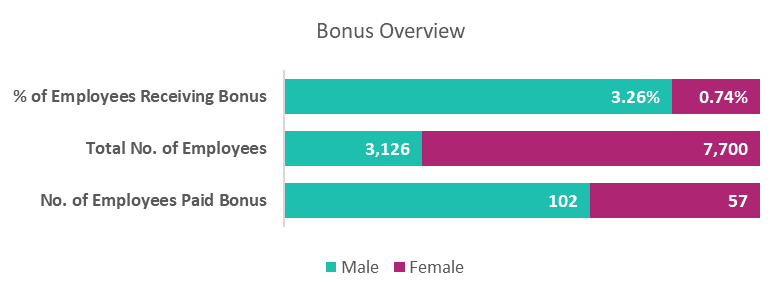 Bonus Overview
% of Employees Receiving Bonus 3.26% 0.74%
Total No. of Employees 3,126 7,700
No. of Employees Paid Bonus 102 57
Male Female